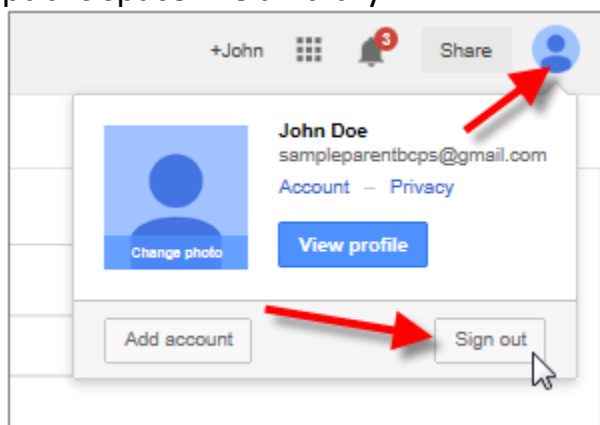 +John 3 Share
John Doe
sampleparentbcps@gmail.com
Account – Privacy
Change photo
View profile
Add account
Sign out